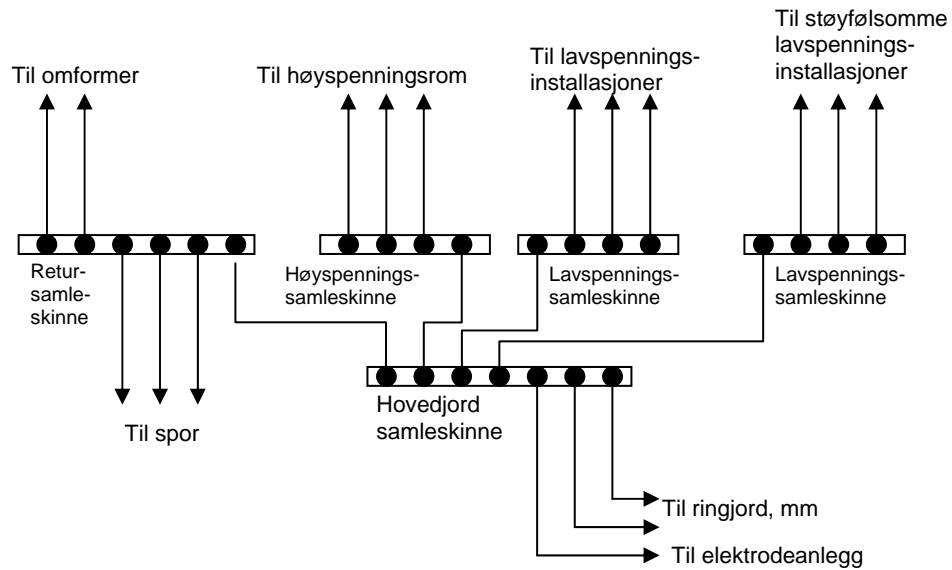 Til omformer
Til høyspenningsrom
Til lavspennings-
installasjoner
Til støyfølsomme
lavspennings-
installasjoner
Retur-
samle-
skinne
Høyspennings-
samleskinne
Lavspennings-
samleskinne
Lavspennings-
samleskinne
Til spor
Hovedjord
samleskinne
Til ringjord, mm
Til elektrodeanlegg